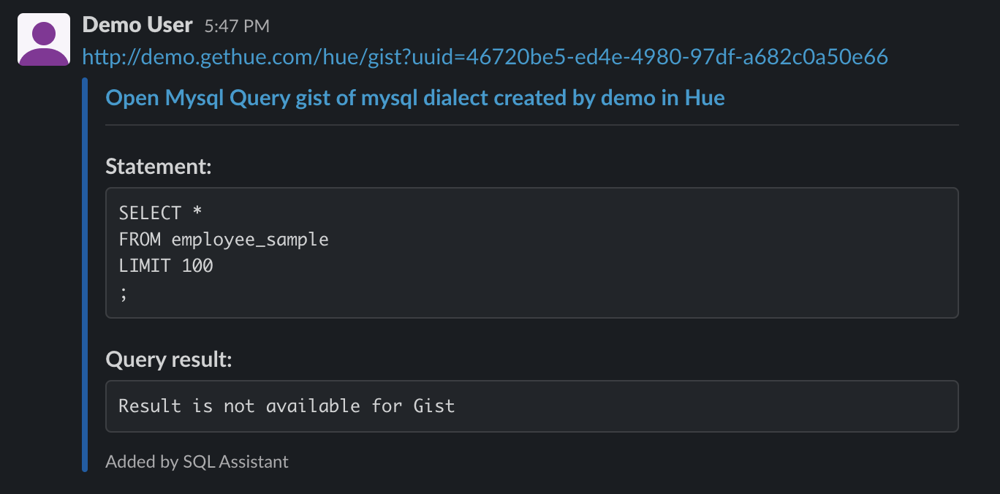 Demo User 5:47 PM
http://demo.gethue.com/hue/gist?uuid=46720be5-ed4e-4980-97df-a682c0a50e66
Open Mysql Query gist of mysql dialect created by demo in Hue
Statement:
SELECT *
FROM employee_sample
LIMIT 100
;
Query result:
Result is not available for Gist
Added by SQL Assistant